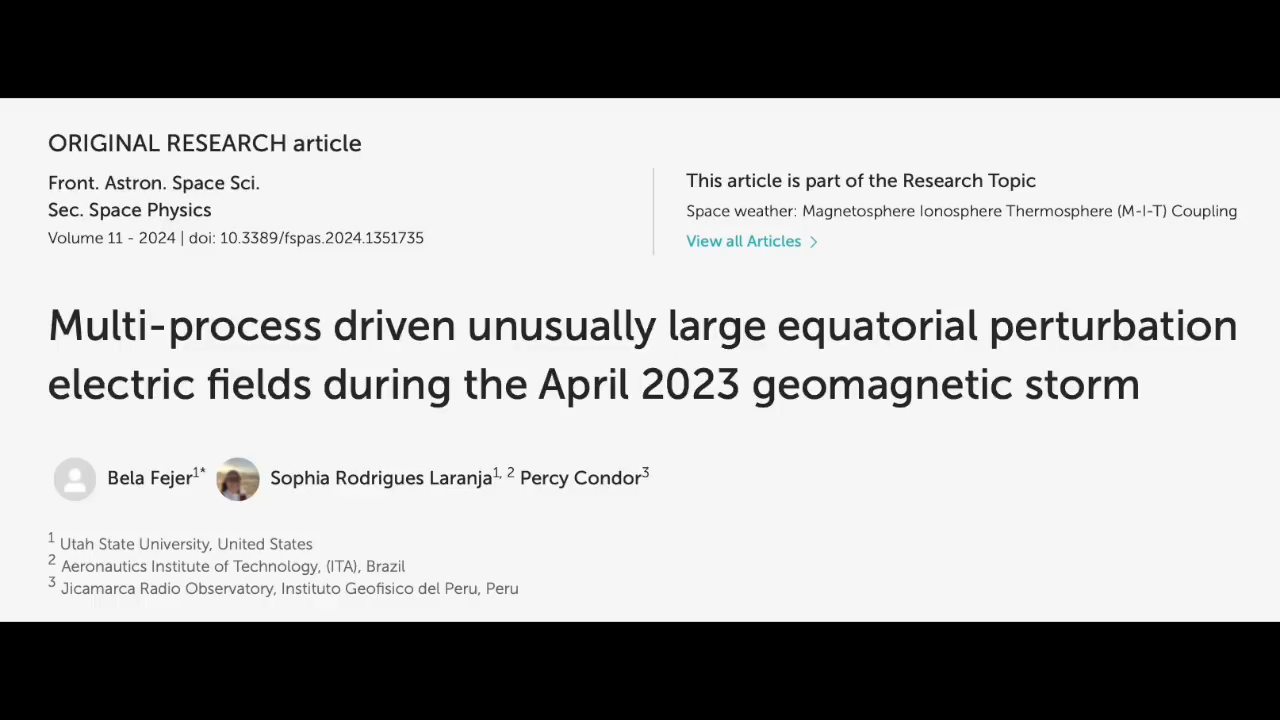 ORIGINAL RESEARCH article
Front. Astron. Space Sci.
Sec. Space Physics
Volume 11 - 2024 | doi: 10.3389/fspas.2024.1351735
This article is part of the Research Topic
Space weather: Magnetosphere Ionosphere Thermosphere (M-I-T) Coupling
View all Articles >
Multi-process driven unusually large equatorial perturbation
electric fields during the April 2023 geomagnetic storm
Bela Fejer1* Sophia Rodrigues Laranja1, 2 Percy Condor3
1 Utah State University, United States
2 Aeronautics Institute of Technology, (ITA), Brazil
3 Jicamarca Radio Observatory, Instituto Geofisico del Peru, Peru